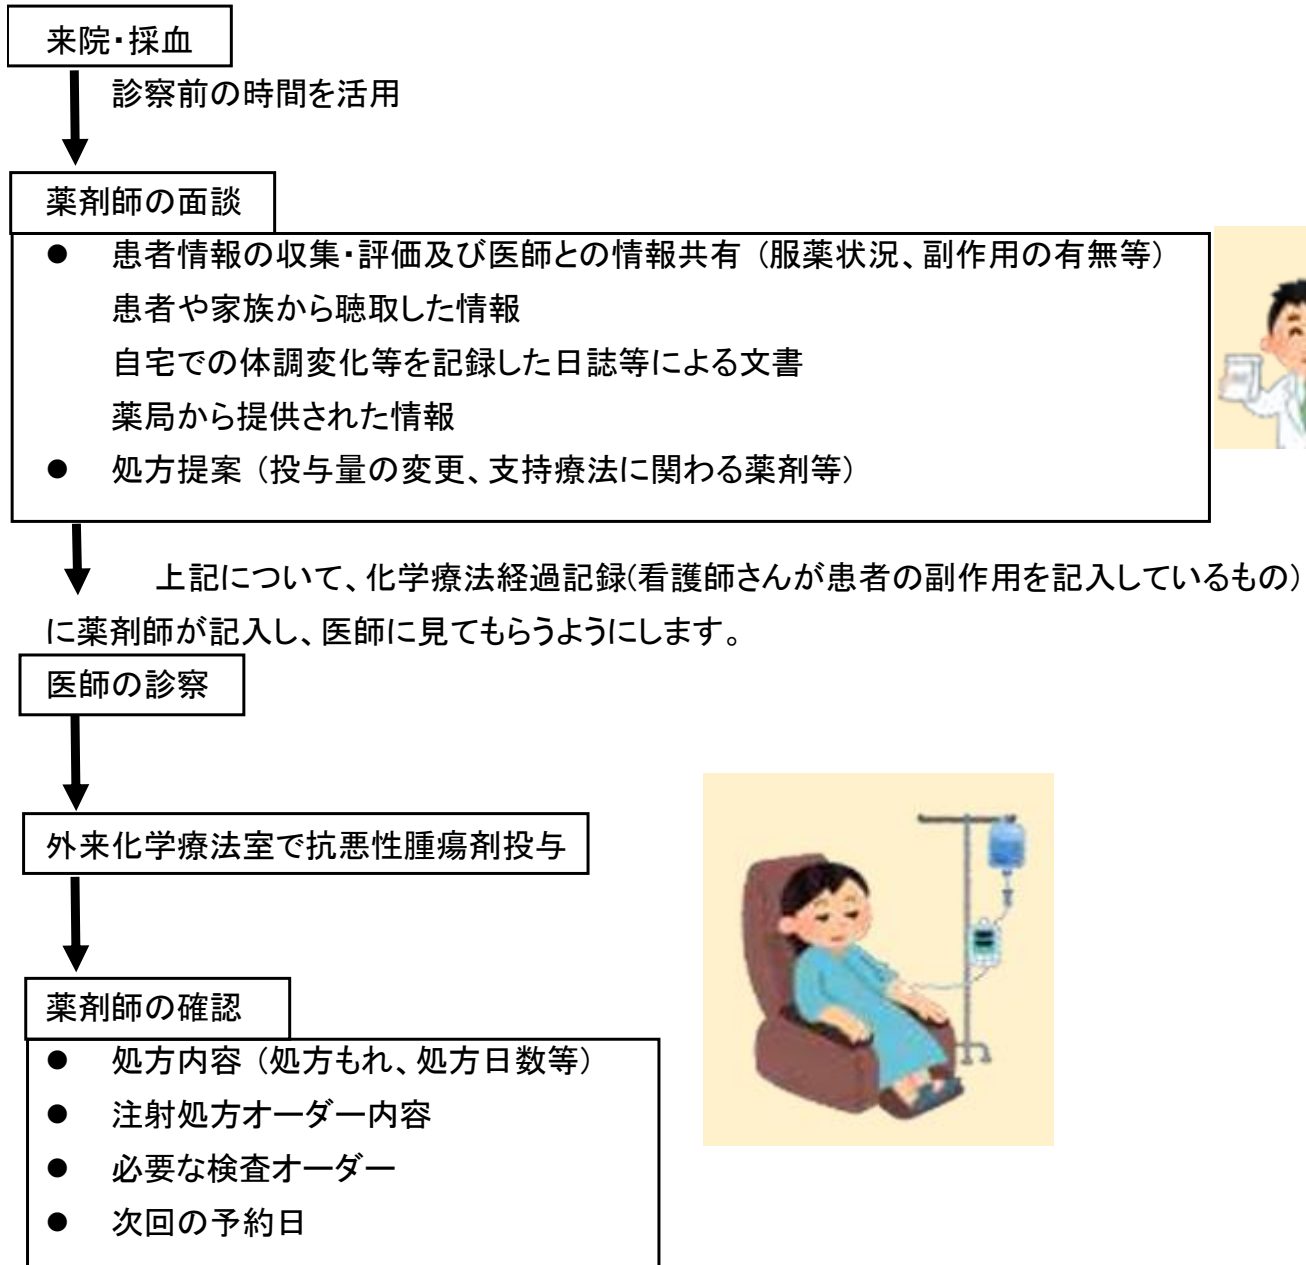 来院・採血
診察前の時間を活用
薬剤師の面談
● 患者情報の収集・評価及び医師との情報共有（服薬状況、副作用の有無等）
患者や家族から聴取した情報
自宅での体調変化等を記録した日誌等による文書
薬局から提供された情報
● 処方提案（投与量の変更、支持療法に関わる薬剤等）
上記について、化学療法経過記録(看護師さんが患者の副作用を記入しているもの）
に薬剤師が記入し、医師に見てもらうようにします。
医師の診察
外来化学療法室で抗悪性腫瘍剤投与
薬剤師の確認
● 処方内容（処方もれ、処方日数等）
● 注射処方オーダー内容
● 必要な検査オーダー
● 次回の予約日